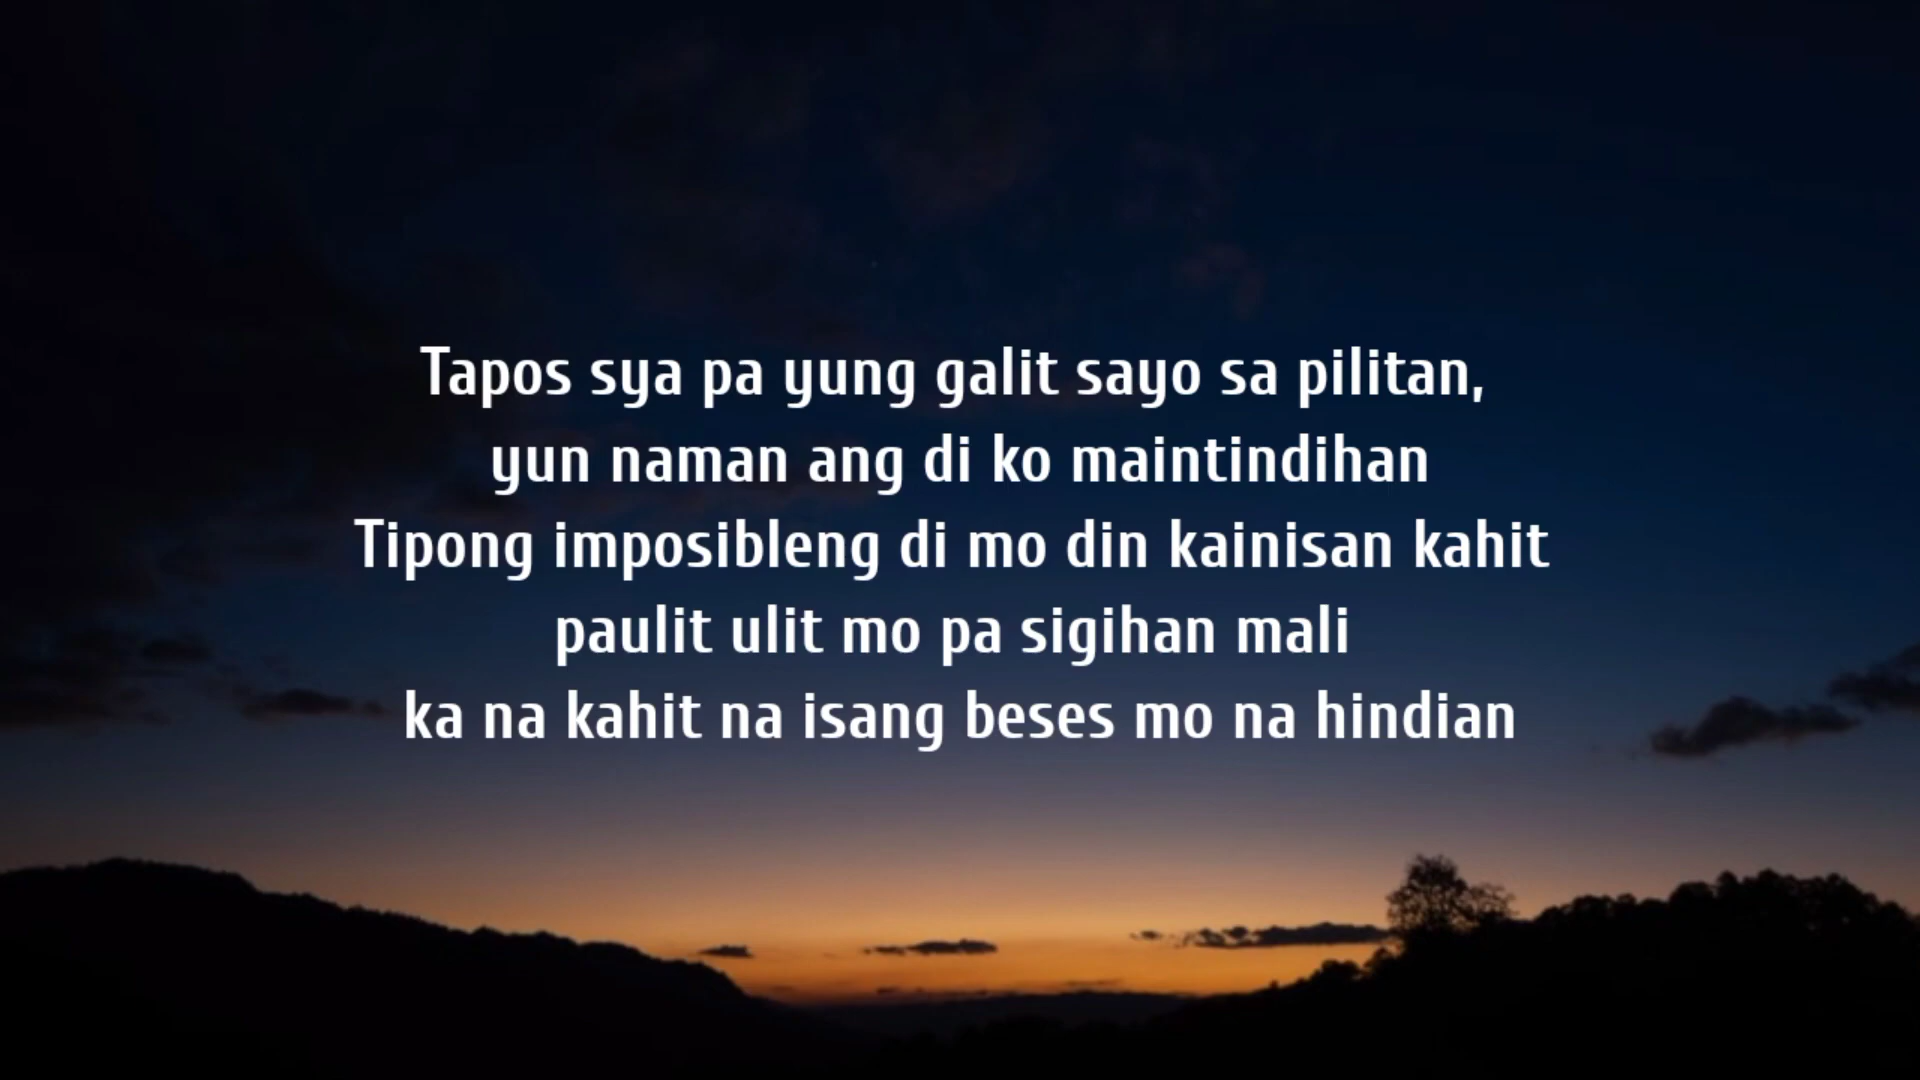 Tapos sya pa yung galit sayo sa pilitan,
yun naman ang di ko maintindihan
Tipong imposibleng di mo din kainisan kahit
paulit ulit mo pa sigihan mali
ka na kahit na isang beses mo na hindian